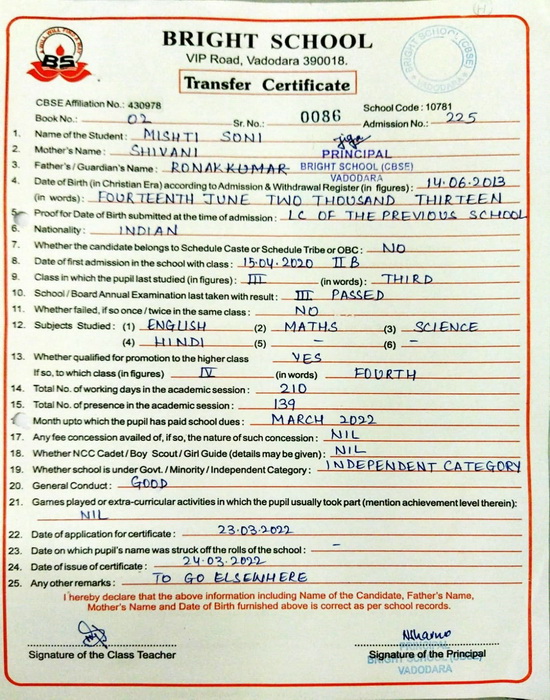 BRIGHT SCHOOL
VIP Road, Vadodara 390018.
Transfer Certificate
BS
BRIGHT SCHOOL (CBSE)
VADODARA
CBSE Affiliation No.: 430978 School Code : 10781
Book No.: 02 Sr. No.: 0086 Admission No.: 225
1. Name of the Student : MISHTI SONI
2. Mother's Name : SHIVANI PRINCIPAL
3. Father's / Guardian's Name : RONAKKUMAR BRIGHT SCHOOL (CBSE)
VADODARA
4. Date of Birth (in Christian Era) according to Admission & Withdrawal Register (in figures) : 14.06.2013
(in words) : FOURTEENTH JUNE TWO THOUSAND THIRTEEN
5. Proof for Date of Birth submitted at the time of admission : LC OF THE PREVIOUS SCHOOL
6. Nationality : INDIAN
7. Whether the candidate belongs to Schedule Caste or Schedule Tribe or OBC : NO
8. Date of first admission in the school with class : 15.04.2020 II B
9. Class in which the pupil last studied (in figures) : III (in words) : THIRD
10. School / Board Annual Examination last taken with result : III PASSED
11. Whether failed, if so once / twice in the same class : NO
12. Subjects Studied : (1) ENGLISH (2) MATHS (3) SCIENCE
(4) HINDI (5) – (6) –
13. Whether qualified for promotion to the higher class YES
If so, to which class (in figures) IV (in words) FOURTH
14. Total No. of working days in the academic session : 210
15. Total No. of presence in the academic session : 139
Month upto which the pupil has paid school dues : MARCH 2022
17. Any fee concession availed of, if so, the nature of such concession : NIL
18. Whether NCC Cadet / Boy Scout / Girl Guide (details may be given) : NIL
19. Whether school is under Govt. / Minority / Independent Category : INDEPENDENT CATEGORY
20. General Conduct : GOOD
21. Games played or extra-curricular activities in which the pupil usually took part (mention achievement level therein):
NIL
22. Date of application for certificate : 23.03.2022
23. Date on which pupil's name was struck off the rolls of the school : –
24. Date of issue of certificate : 24.03.2022
25. Any other remarks : TO GO ELSEWHERE
I hereby declare that the above information including Name of the Candidate, Father's Name,
Mother's Name and Date of Birth furnished above is correct as per school records.
Signature of the Class Teacher Signature of the Principal
BRIGHT SCHOOL (CBSE)
VADODARA